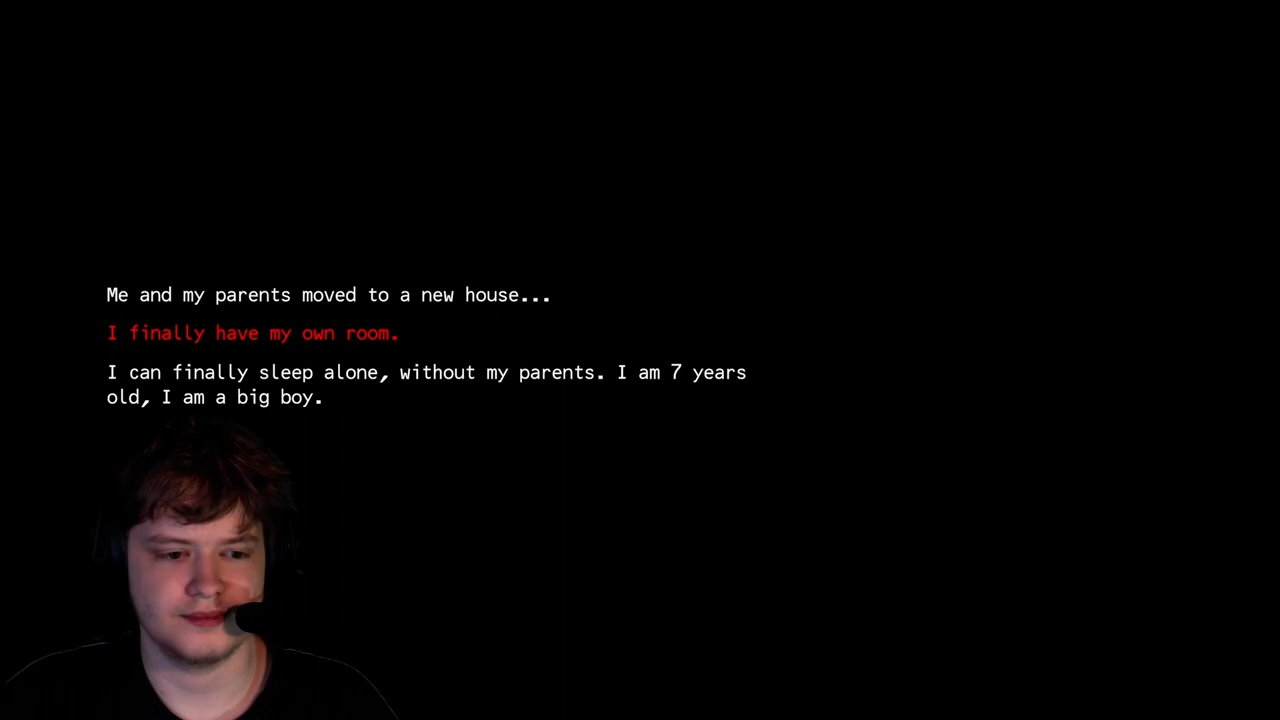 Me and my parents moved to a new house...
I finally have my own room.
I can finally sleep alone, without my parents. I am 7 years
old, I am a big boy.